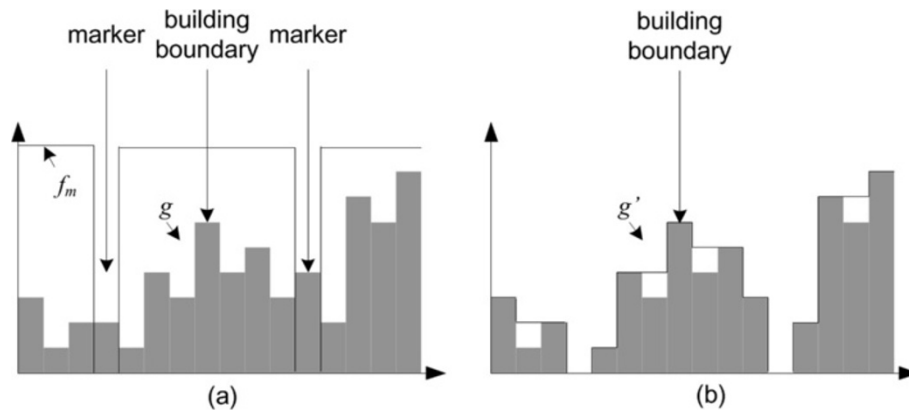 marker
building
boundary
marker
fm
g
(a)
building
boundary
g'
(b)